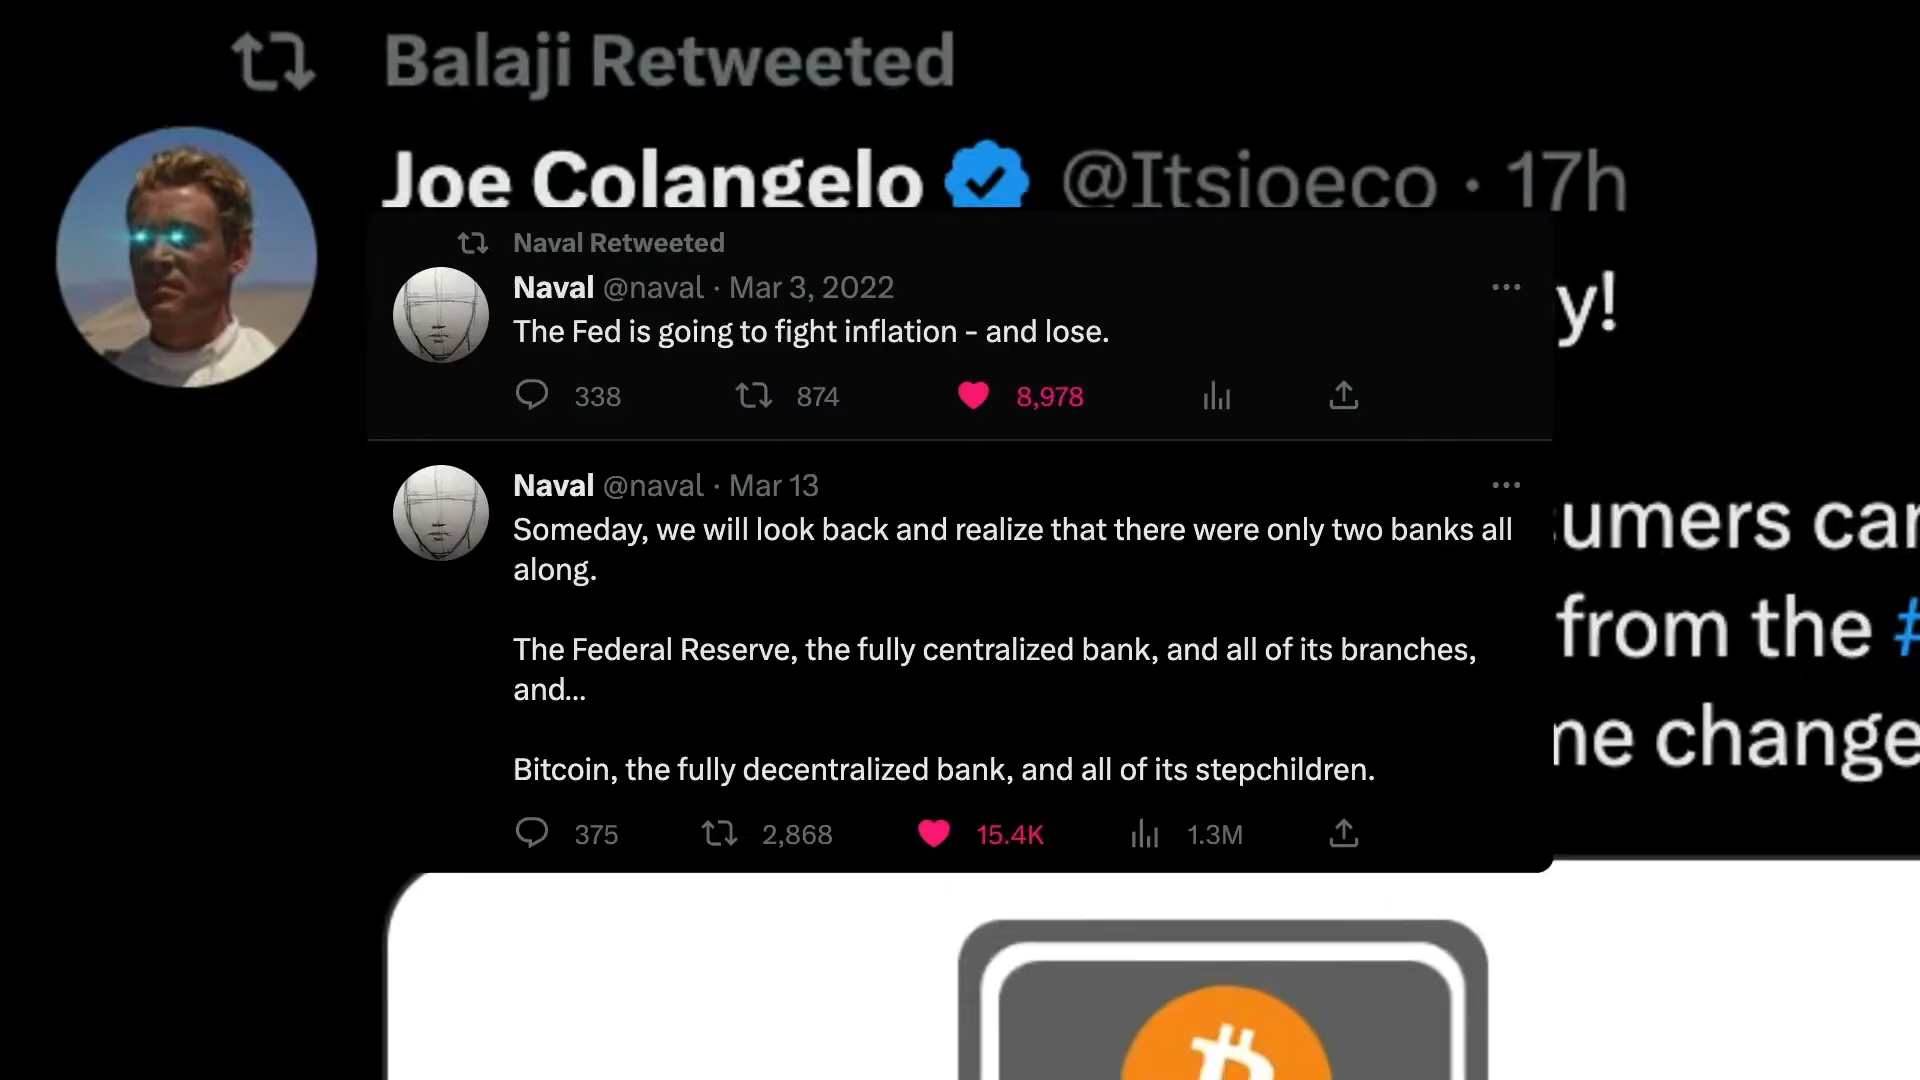 Balaji Retweeted
Joe Colangelo @Itsjoeco · 17h
Naval Retweeted
Naval @naval · Mar 3, 2022
The Fed is going to fight inflation - and lose.
338 874 8,978
y!
Naval @naval · Mar 13
Someday, we will look back and realize that there were only two banks all
along.
umers car
The Federal Reserve, the fully centralized bank, and all of its branches,
and...
from the #
Bitcoin, the fully decentralized bank, and all of its stepchildren.
me change
375 2,868 15.4K 1.3M